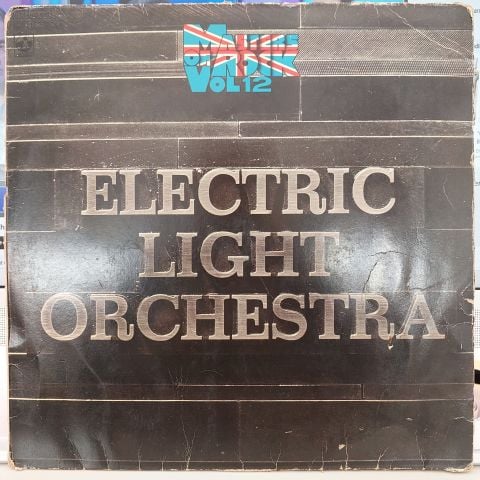 MASTERS
OF ROCK
VOL 12
ELECTRIC
LIGHT
ORCHESTRA